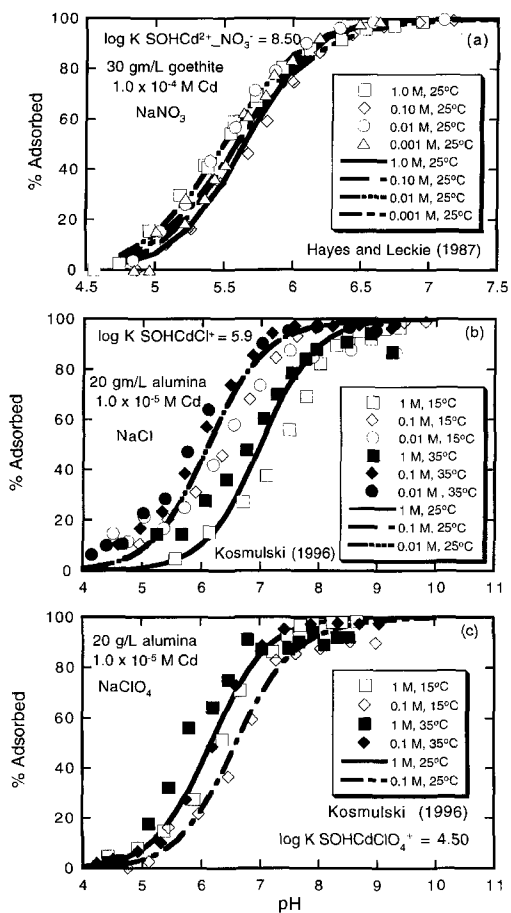 (a)
log K SOHCd²⁺_NO₃⁻ = 8.50
30 gm/L goethite
1.0 x 10⁻⁴ M Cd
NaNO₃
1.0 M, 25°C
0.10 M, 25°C
0.01 M, 25°C
0.001 M, 25°C
1.0 M, 25°C
0.10 M, 25°C
0.01 M, 25°C
0.001 M, 25°C
Hayes and Leckie (1987)
% Adsorbed
100
80
60
40
20
0
4.5
5
5.5
6
6.5
7
7.5
(b)
log K SOHCdCl⁺ = 5.9
20 gm/L alumina
1.0 x 10⁻⁵ M Cd
NaCl
1 M, 15°C
0.1 M, 15°C
0.01 M, 15°C
1 M, 35°C
0.1 M, 35°C
0.01 M, 35°C
1 M, 25°C
0.1 M, 25°C
0.01 M, 25°C
Kosmulski (1996)
% Adsorbed
100
80
60
40
20
0
4
5
6
7
8
9
10
11
(c)
20 g/L alumina
1.0 x 10⁻⁵ M Cd
NaClO₄
1 M, 15°C
0.1 M, 15°C
1 M, 35°C
0.1 M, 35°C
1 M, 25°C
0.1 M, 25°C
Kosmulski (1996)
log K SOHCdClO₄⁺ = 4.50
% Adsorbed
100
80
60
40
20
0
4
5
6
7
8
9
10
11
pH